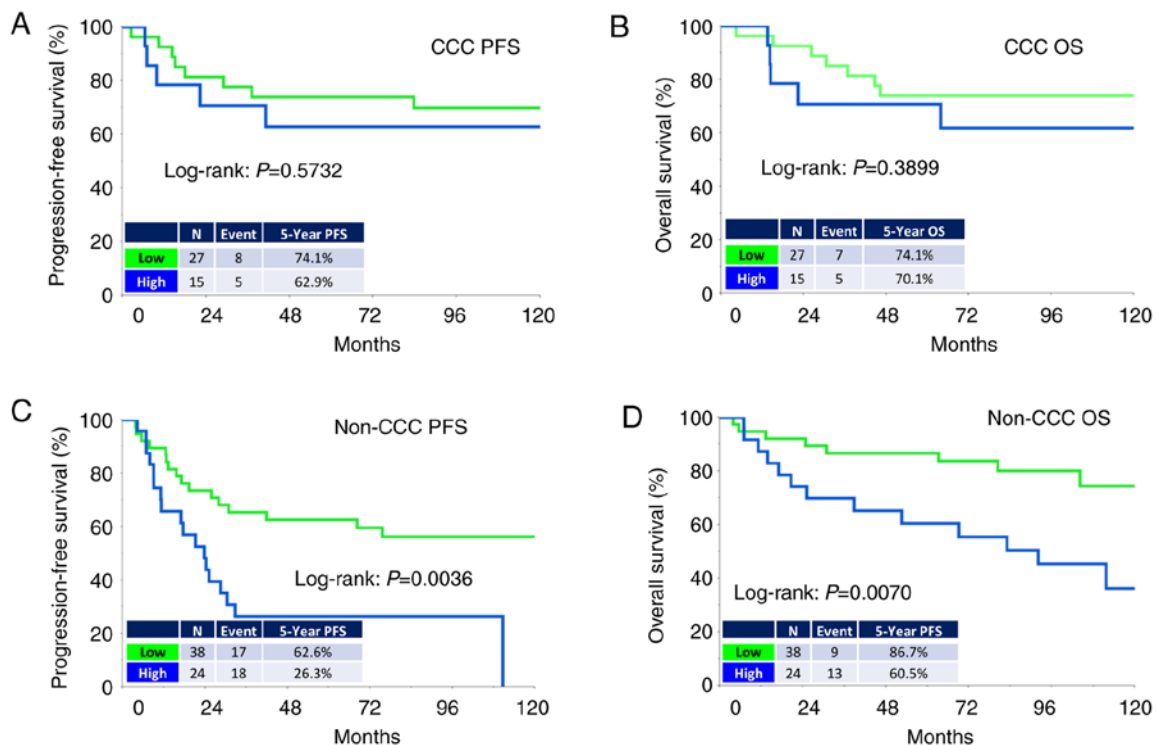 A
CCC PFS
Progression-free survival (%)
100
80
60
40
20
0
Log-rank: P=0.5732
N Event 5-Year PFS
Low 27 8 74.1%
High 15 5 62.9%
0 24 48 72 96 120
Months
B
CCC OS
Overall survival (%)
100
80
60
40
20
0
Log-rank: P=0.3899
N Event 5-Year OS
Low 27 7 74.1%
High 15 5 70.1%
0 24 48 72 96 120
Months
C
Non-CCC PFS
Progression-free survival (%)
100
80
60
40
20
0
Log-rank: P=0.0036
N Event 5-Year PFS
Low 38 17 62.6%
High 24 18 26.3%
0 24 48 72 96 120
Months
D
Non-CCC OS
Overall survival (%)
100
80
60
40
20
0
Log-rank: P=0.0070
N Event 5-Year PFS
Low 38 9 86.7%
High 24 13 60.5%
0 24 48 72 96 120
Months